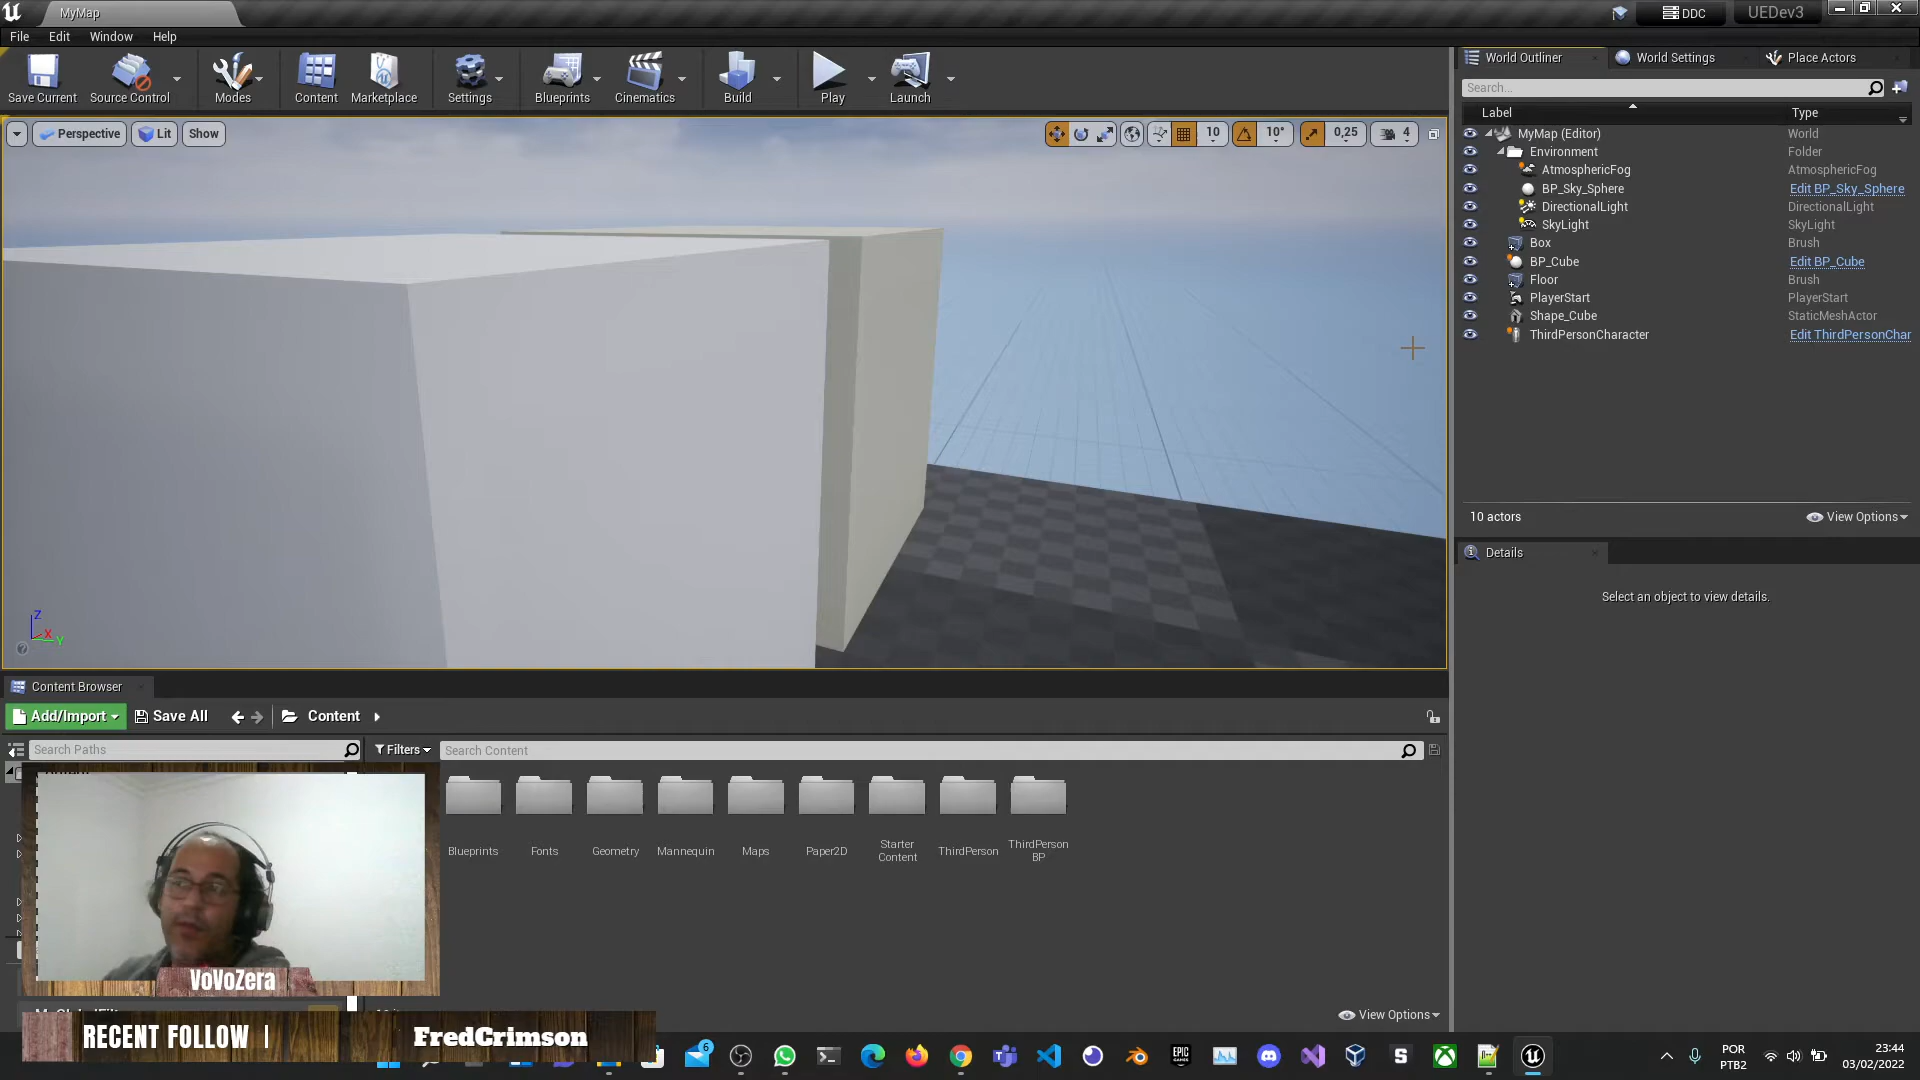 MyMap
DDC
UEDev3
File Edit Window Help
Save Current
Source Control
Modes
Content
Marketplace
Settings
Blueprints
Cinematics
Build
Play
Launch
Perspective
Lit
Show
10
10°
0,25
4
World Outliner
World Settings
Place Actors
Search...
Label Type
MyMap (Editor) World
Environment Folder
AtmosphericFog AtmosphericFog
BP_Sky_Sphere Edit BP_Sky_Sphere
DirectionalLight DirectionalLight
SkyLight SkyLight
Box Brush
BP_Cube Edit BP_Cube
Floor Brush
PlayerStart PlayerStart
Shape_Cube StaticMeshActor
ThirdPersonCharacter Edit ThirdPersonChar
10 actors
View Options
Details
Select an object to view details.
Z
X
Y
Content Browser
Add/Import
Save All
Content
Search Paths
Filters
Search Content
Blueprints
Fonts
Geometry
Mannequin
Maps
Paper2D
Starter
Content
ThirdPerson
ThirdPerson
BP
VoVoZera
View Options
RECENT FOLLOW |
FredCrimson
6
EPIC
GAMES
POR
PTB2
23:44
03/02/2022